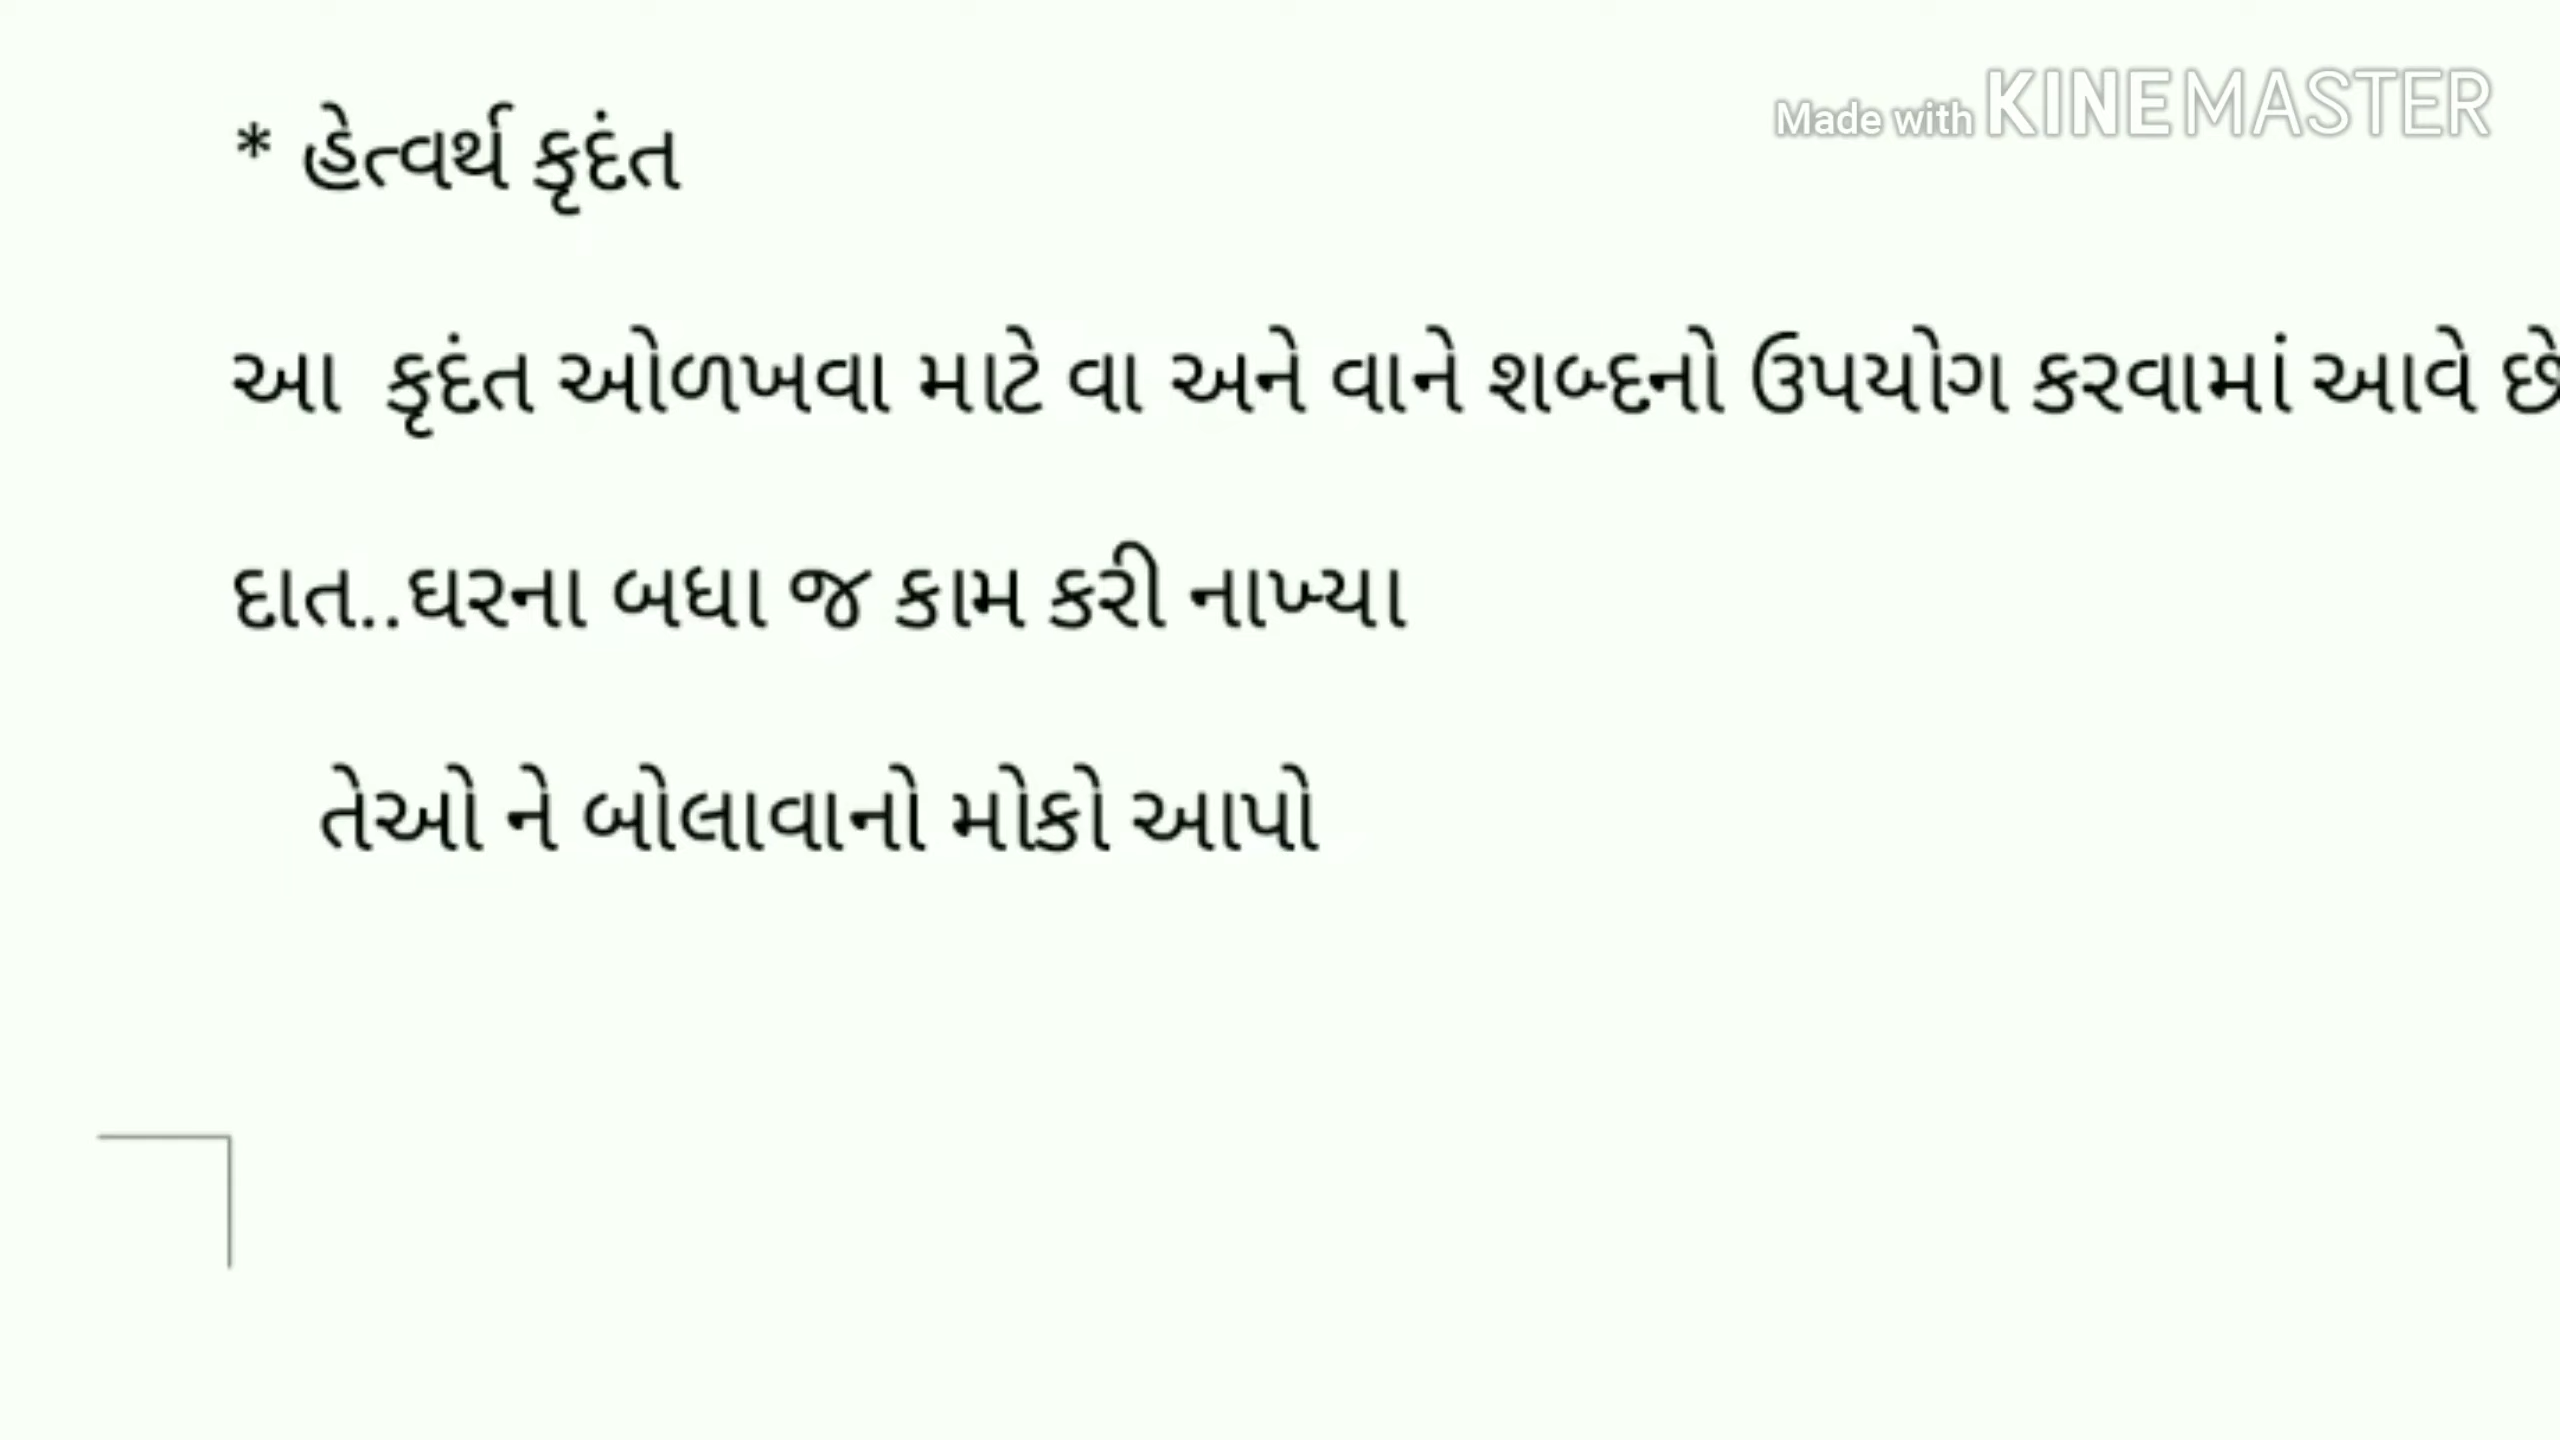 Made with KINEMASTER
* હેત્વર્થ કૃદંત
આ કૃદંત ઓળખવા માટે વા અને વાને શબ્દનો ઉપયોગ કરવામાં આવે છે
દાત..ઘરના બધા જ કામ કરી નાખ્યા
તેઓ ને બોલાવાનો મોકો આપો